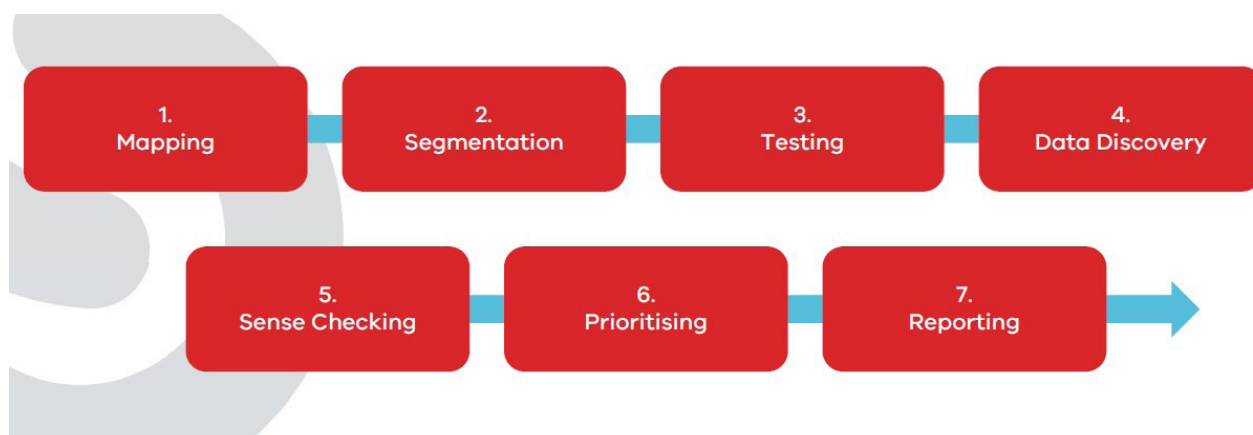 1.
Mapping
2.
Segmentation
3.
Testing
4.
Data Discovery
5.
Sense Checking
6.
Prioritising
7.
Reporting